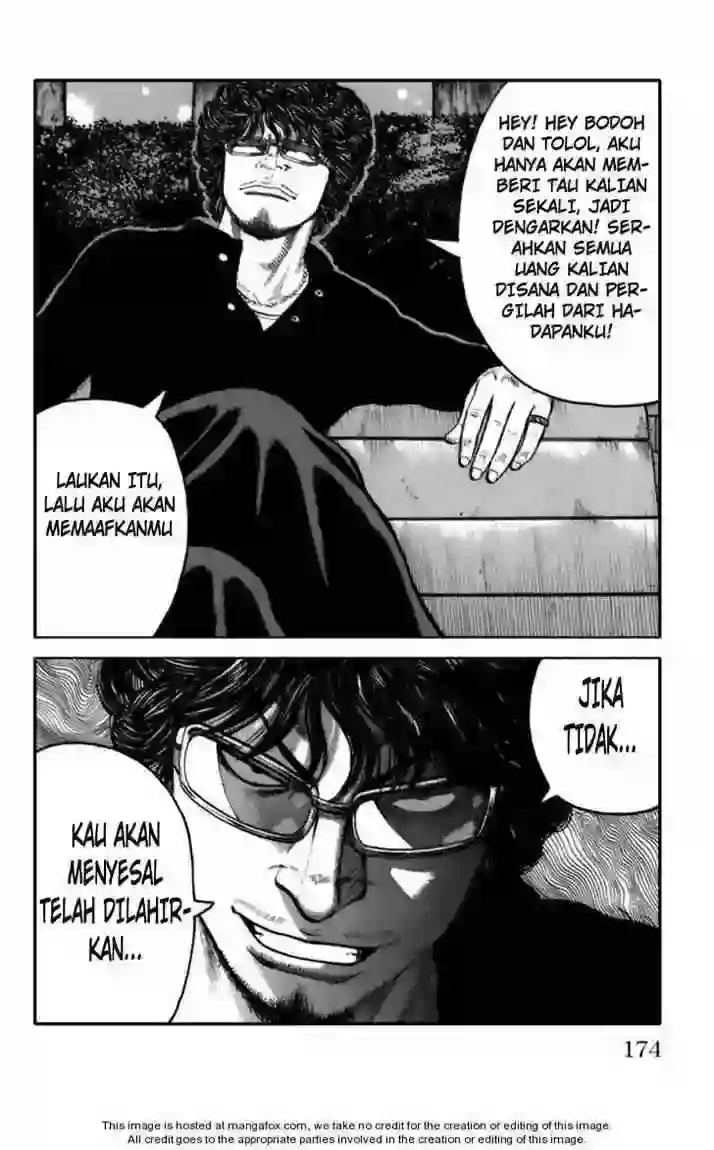 HEY! HEY BODOH
DAN TOLOL, AKU
HANYA AKAN MEM-
BERI TAU KALIAN
SEKALI, JADI
DENGARKAN! SER-
AHKAN SEMUA
UANG KALIAN
DISANA DAN PER-
GILAH DARI HA-
DAPANKU!
LAUKAN ITU,
LALU AKU AKAN
MEMAAFKANMU
JIKA
TIDAK...
KAU AKAN
MENYESAL
TELAH DILAHIR-
KAN...
174
This image is hosted at mangafox.com, we take no credit for the creation or editing of this image.
All credit goes to the appropriate parties involved in the creation or editing of this image.